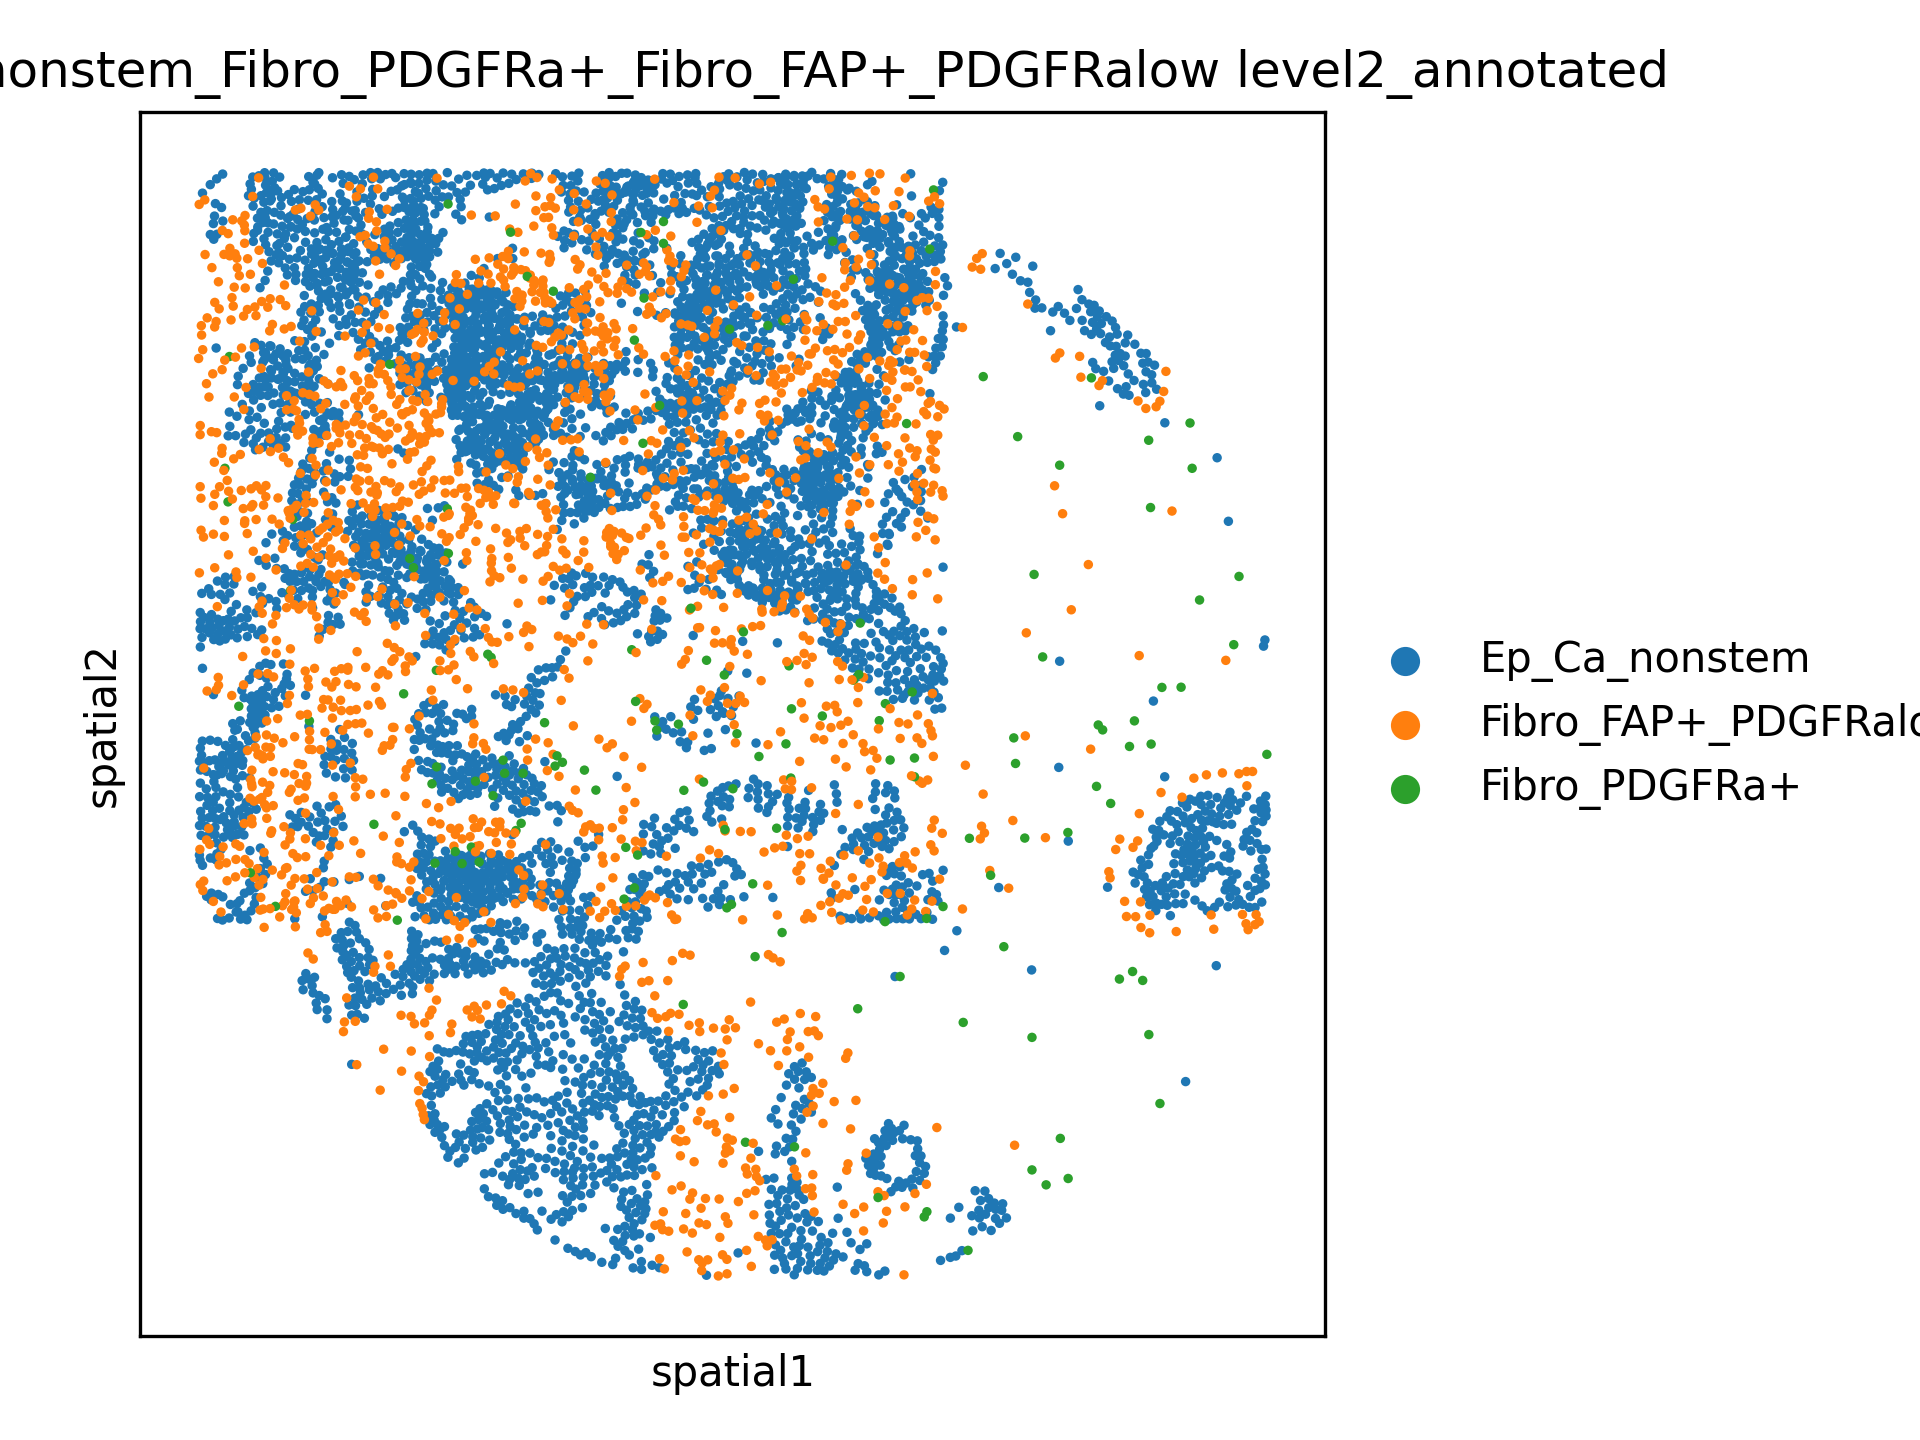 nonstem_Fibro_PDGFRa+_Fibro_FAP+_PDGFRalow level2_annotated
spatial2
Ep_Ca_nonstem
Fibro_FAP+_PDGFRalo
Fibro_PDGFRa+
spatial1